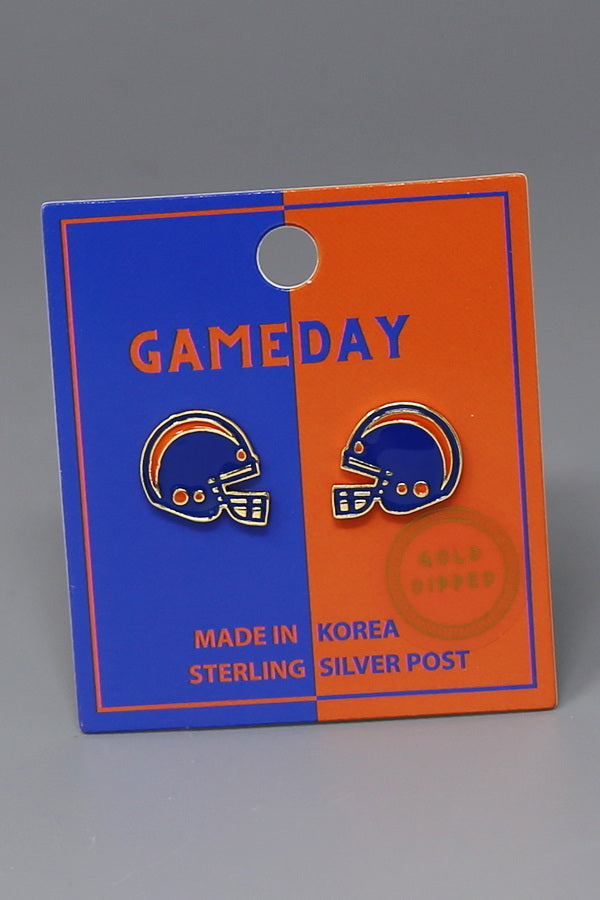 GAMEDAY
GOLD
DIPPED
MADE IN KOREA
STERLING SILVER POST